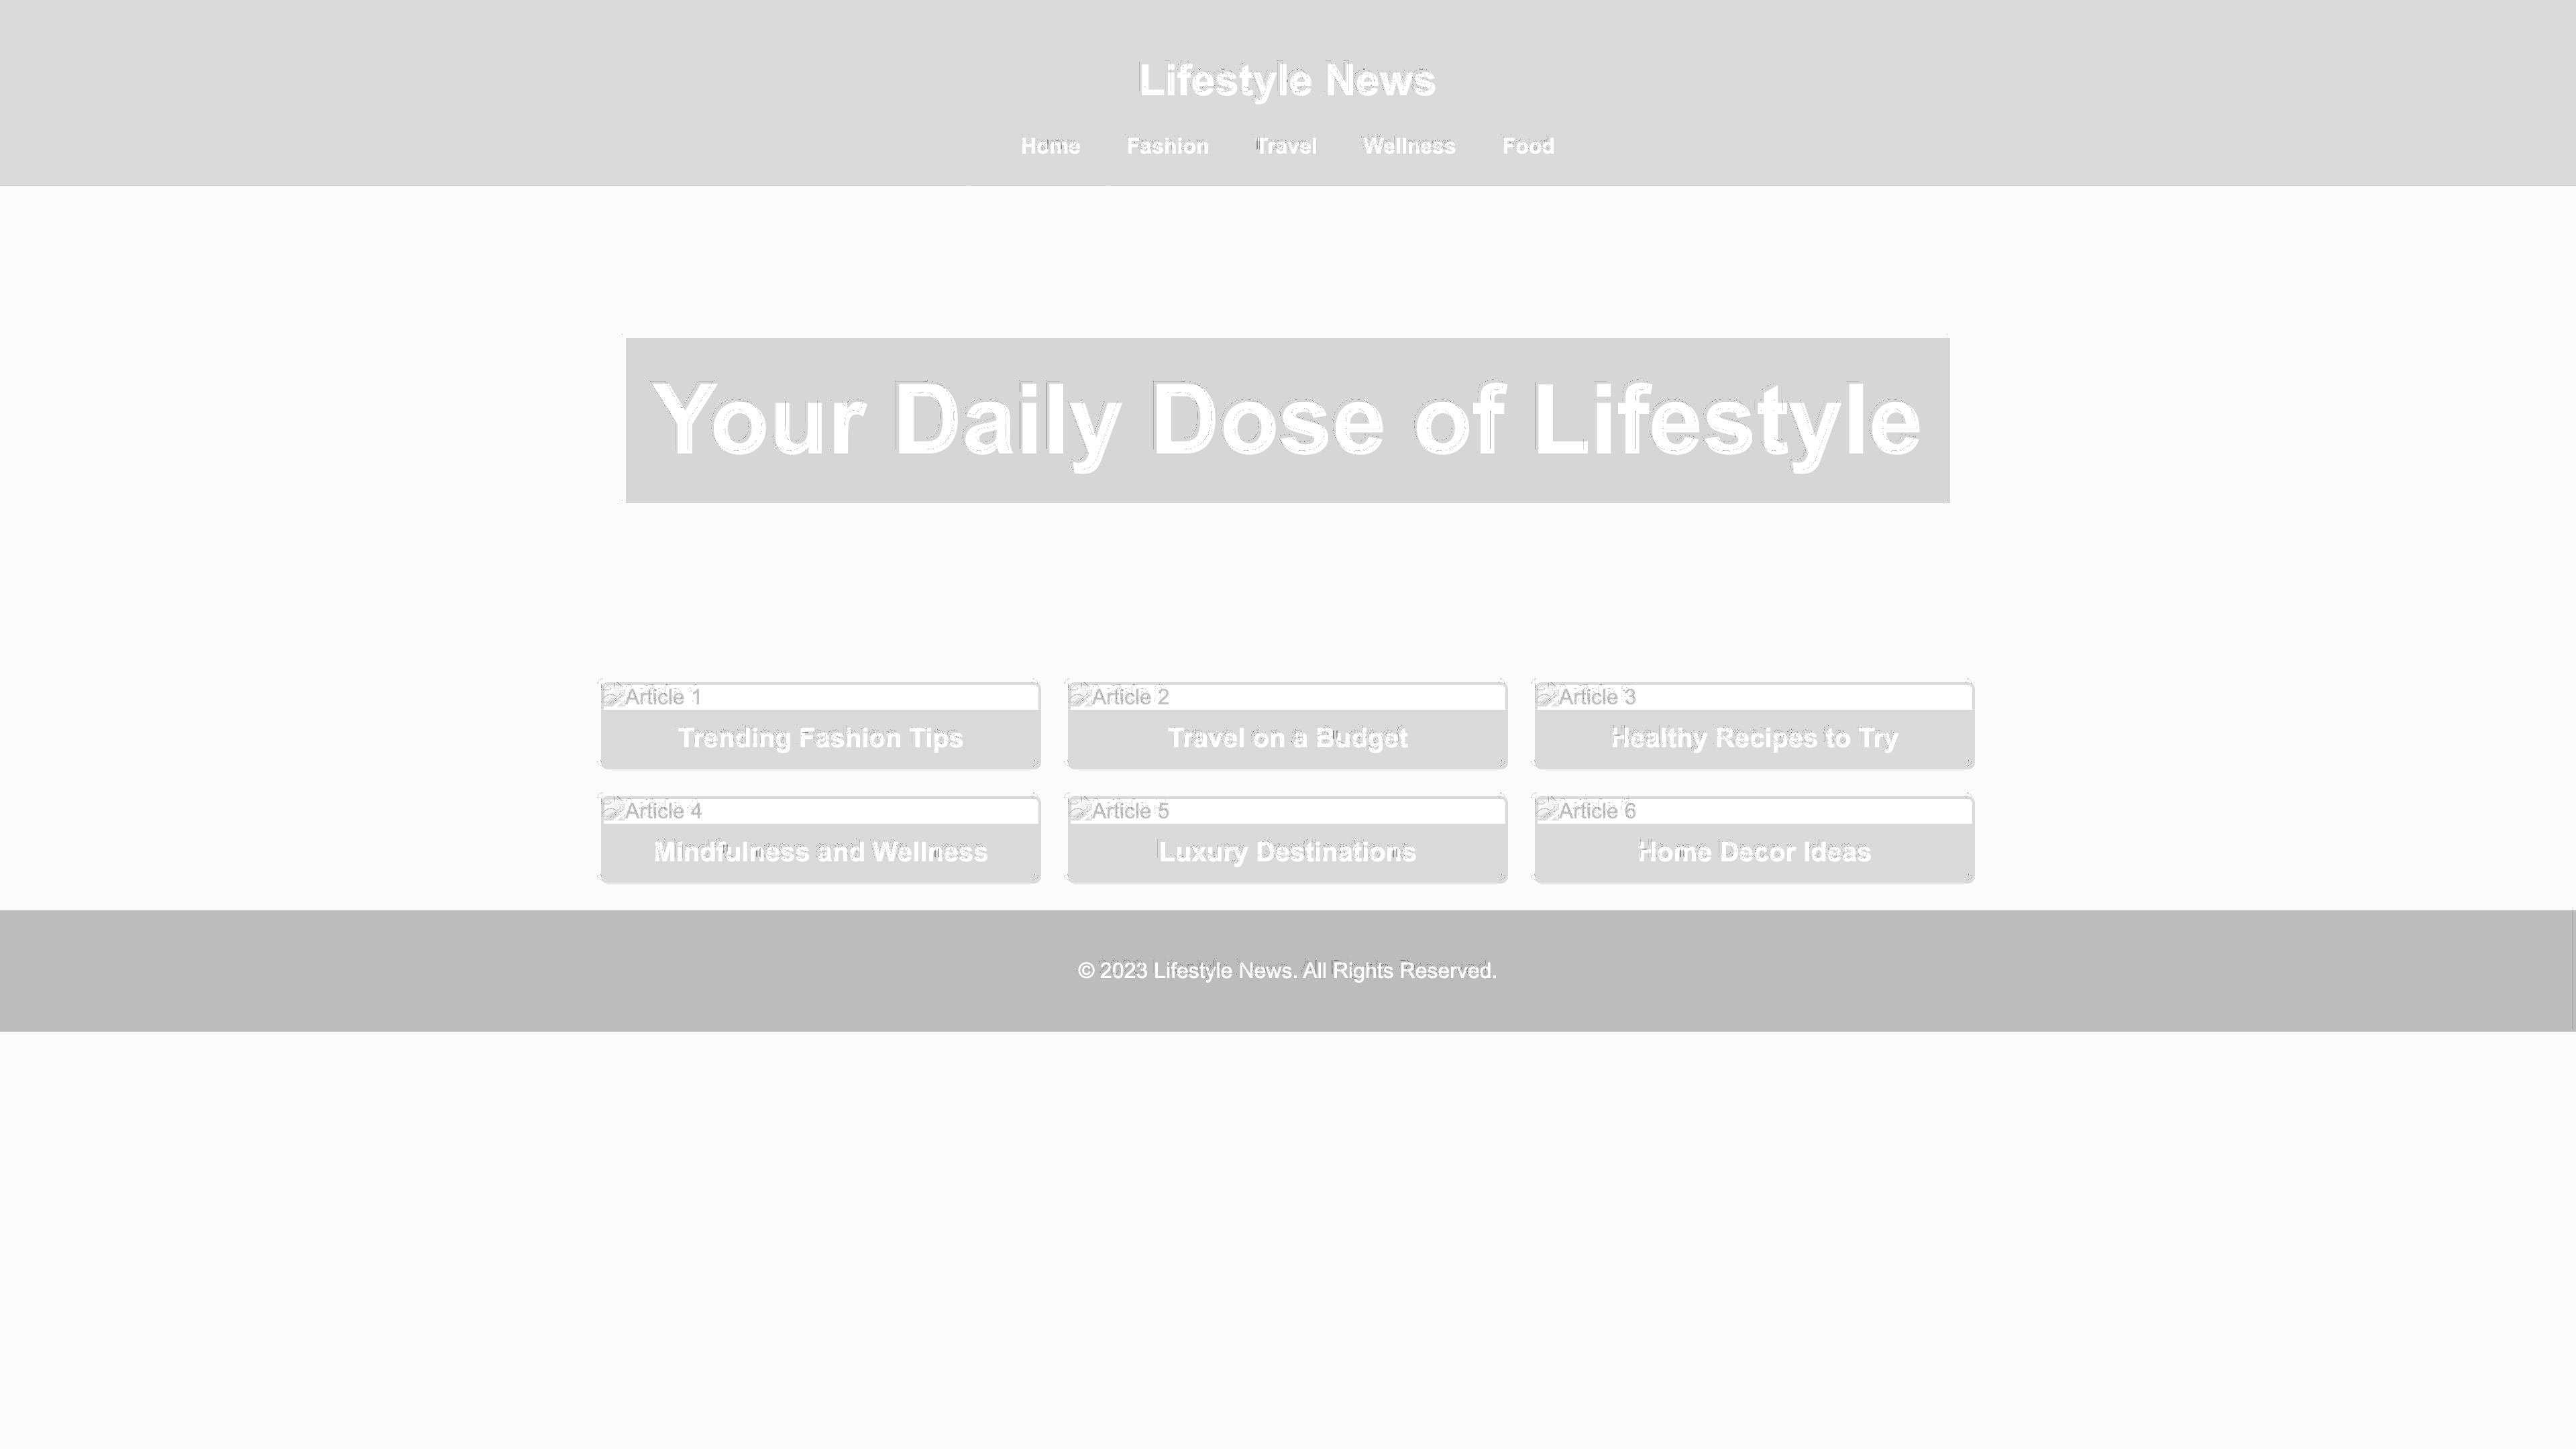 Lifestyle News
Home Fashion Travel Wellness Food
Your Daily Dose of Lifestyle
Article 1 Article 2 Article 3
Trending Fashion Tips Travel on a Budget Healthy Recipes to Try
Article 4 Article 5 Article 6
Mindfulness and Wellness Luxury Destinations Home Decor Ideas
© 2023 Lifestyle News. All Rights Reserved.